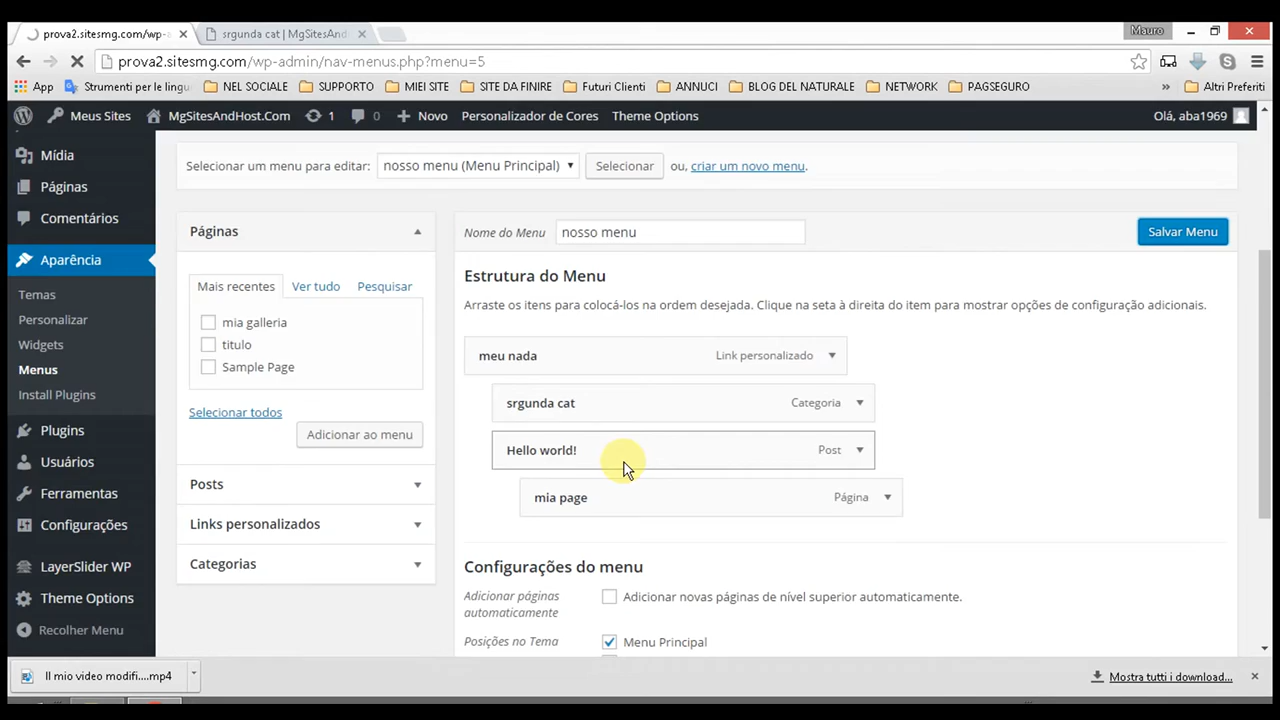 Mauro
prova2.sitesmg.com/wp-a
srgunda cat | MgSitesAndH
prova2.sitesmg.com/wp-admin/nav-menus.php?menu=5
App Strumenti per le lingu NEL SOCIALE SUPPORTO MIEI SITE SITE DA FINIRE Futuri Clienti ANNUCI BLOG DEL NATURALE NETWORK PAGSEGURO » Altri Preferiti
Meus Sites MgSitesAndHost.Com 1 0 Novo Personalizador de Cores Theme Options Olá, aba1969
Mídia
Páginas
Comentários
Aparência
Temas
Personalizar
Widgets
Menus
Install Plugins
Plugins
Usuários
Ferramentas
Configurações
LayerSlider WP
Theme Options
Recolher Menu
Selecionar um menu para editar: nosso menu (Menu Principal) Selecionar ou, criar um novo menu.
Páginas
Mais recentes Ver tudo Pesquisar
mia galleria
titulo
Sample Page
Selecionar todos
Adicionar ao menu
Posts
Links personalizados
Categorias
Nome do Menu nosso menu Salvar Menu
Estrutura do Menu
Arraste os itens para colocá-los na ordem desejada. Clique na seta à direita do item para mostrar opções de configuração adicionais.
meu nada Link personalizado
srgunda cat Categoria
Hello world! Post
mia page Página
Configurações do menu
Adicionar páginas automaticamente Adicionar novas páginas de nível superior automaticamente.
Posições no Tema Menu Principal
Il mio video modifi....mp4
Mostra tutti i download...